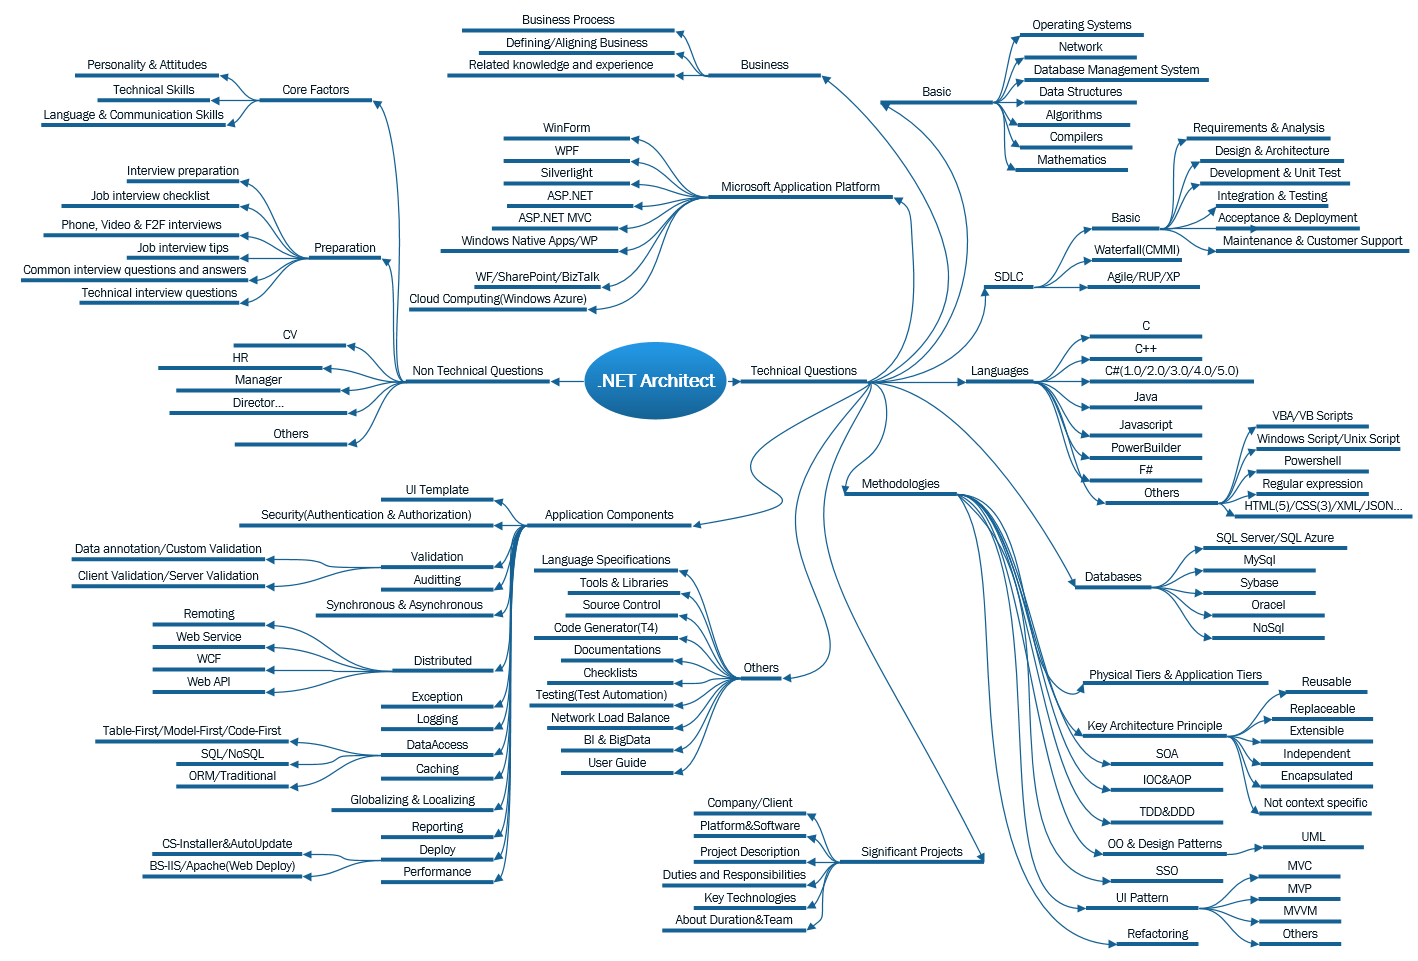 .NET Architect
Non Technical Questions
Core Factors
Personality & Attitudes
Technical Skills
Language & Communication Skills
Preparation
Interview preparation
Job interview checklist
Phone, Video & F2F interviews
Job interview tips
Common interview questions and answers
Technical interview questions
CV
HR
Manager
Director...
Others
Technical Questions
Business
Business Process
Defining/Aligning Business
Related knowledge and experience
Microsoft Application Platform
WinForm
WPF
Silverlight
ASP.NET
ASP.NET MVC
Windows Native Apps/WP
WF/SharePoint/BizTalk
Cloud Computing(Windows Azure)
Basic
Operating Systems
Network
Database Management System
Data Structures
Algorithms
Compilers
Mathematics
SDLC
Basic
Requirements & Analysis
Design & Architecture
Development & Unit Test
Integration & Testing
Acceptance & Deployment
Maintenance & Customer Support
Waterfall(CMMI)
Agile/RUP/XP
Languages
C
C++
C#(1.0/2.0/3.0/4.0/5.0)
Java
Javascript
PowerBuilder
F#
Others
VBA/VB Scripts
Windows Script/Unix Script
Powershell
Regular expression
HTML(5)/CSS(3)/XML/JSON...
Databases
SQL Server/SQL Azure
MySql
Sybase
Oracel
NoSql
Methodologies
Physical Tiers & Application Tiers
Key Architecture Principle
Reusable
Replaceable
Extensible
Independent
Encapsulated
Not context specific
SOA
IOC&AOP
TDD&DDD
OO & Design Patterns
UML
SSO
UI Pattern
MVC
MVP
MVVM
Others
Refactoring
Significant Projects
Company/Client
Platform&Software
Project Description
Duties and Responsibilities
Key Technologies
About Duration&Team
Others
Language Specifications
Tools & Libraries
Source Control
Code Generator(T4)
Documentations
Checklists
Testing(Test Automation)
Network Load Balance
BI & BigData
User Guide
Application Components
UI Template
Security(Authentication & Authorization)
Validation
Data annotation/Custom Validation
Client Validation/Server Validation
Auditting
Synchronous & Asynchronous
Distributed
Remoting
Web Service
WCF
Web API
Exception
Logging
DataAccess
Table-First/Model-First/Code-First
SQL/NoSQL
ORM/Traditional
Caching
Globalizing & Localizing
Reporting
Deploy
CS-Installer&AutoUpdate
BS-IIS/Apache(Web Deploy)
Performance